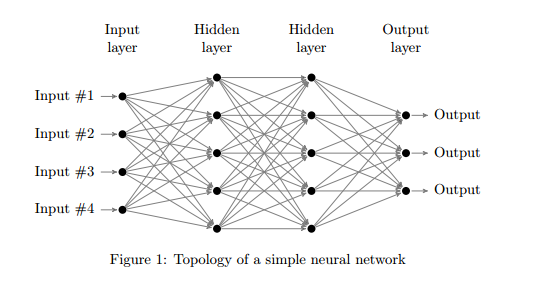 Input layer
Hidden layer
Hidden layer
Output layer
Input #1
Input #2
Input #3
Input #4
Output
Output
Output
Figure 1: Topology of a simple neural network